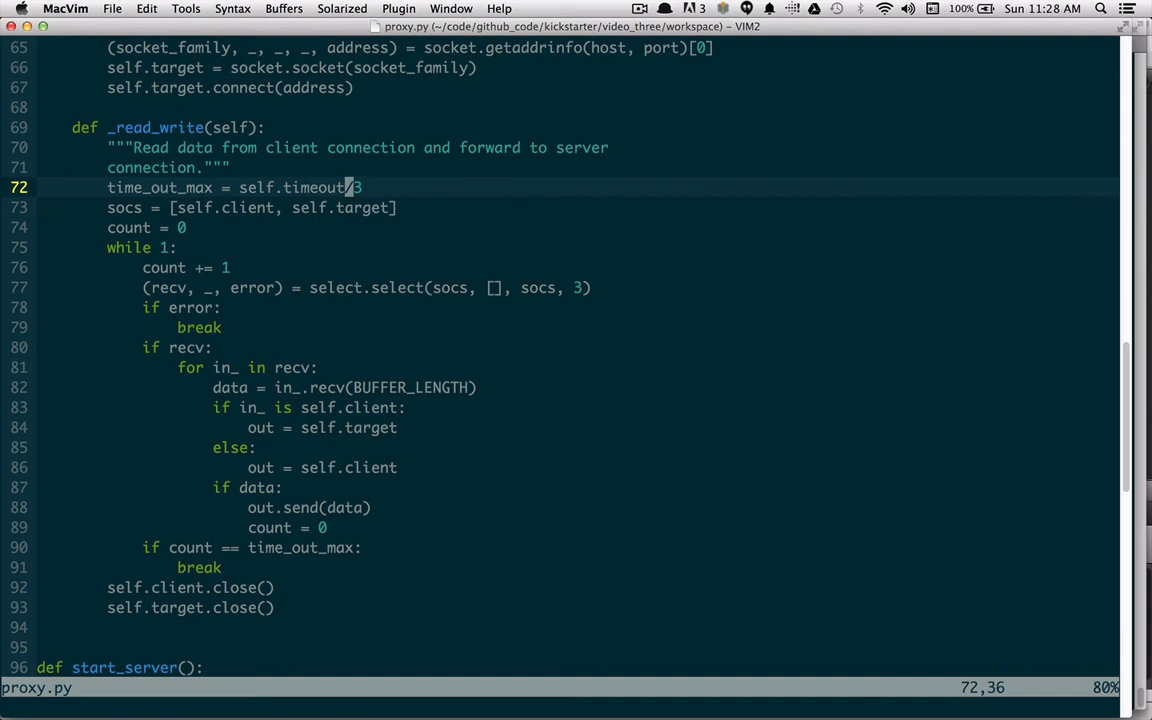 MacVim File Edit Tools Syntax Buffers Solarized Plugin Window Help 3 100% Sun 11:28 AM
proxy.py (~/code/github_code/kickstarter/video_three/workspace) - VIM2
65         (socket_family, _, _, _, address) = socket.getaddrinfo(host, port)[0]
66         self.target = socket.socket(socket_family)
67         self.target.connect(address)
68
69     def _read_write(self):
70         """Read data from client connection and forward to server
71         connection."""
72         time_out_max = self.timeout/3
73         socs = [self.client, self.target]
74         count = 0
75         while 1:
76             count += 1
77             (recv, _, error) = select.select(socs, [], socs, 3)
78             if error:
79                 break
80             if recv:
81                 for in_ in recv:
82                     data = in_.recv(BUFFER_LENGTH)
83                     if in_ is self.client:
84                         out = self.target
85                     else:
86                         out = self.client
87                     if data:
88                         out.send(data)
89                         count = 0
90             if count == time_out_max:
91                 break
92         self.client.close()
93         self.target.close()
94
95
96 def start_server():
proxy.py 72,36 80%